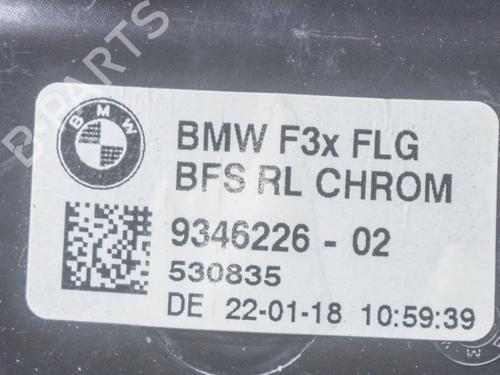 BMW
BMW F3x FLG
BFS RL CHROM
9346226 - 02
530835
DE 22-01-18 10:59:39
B-PARTS